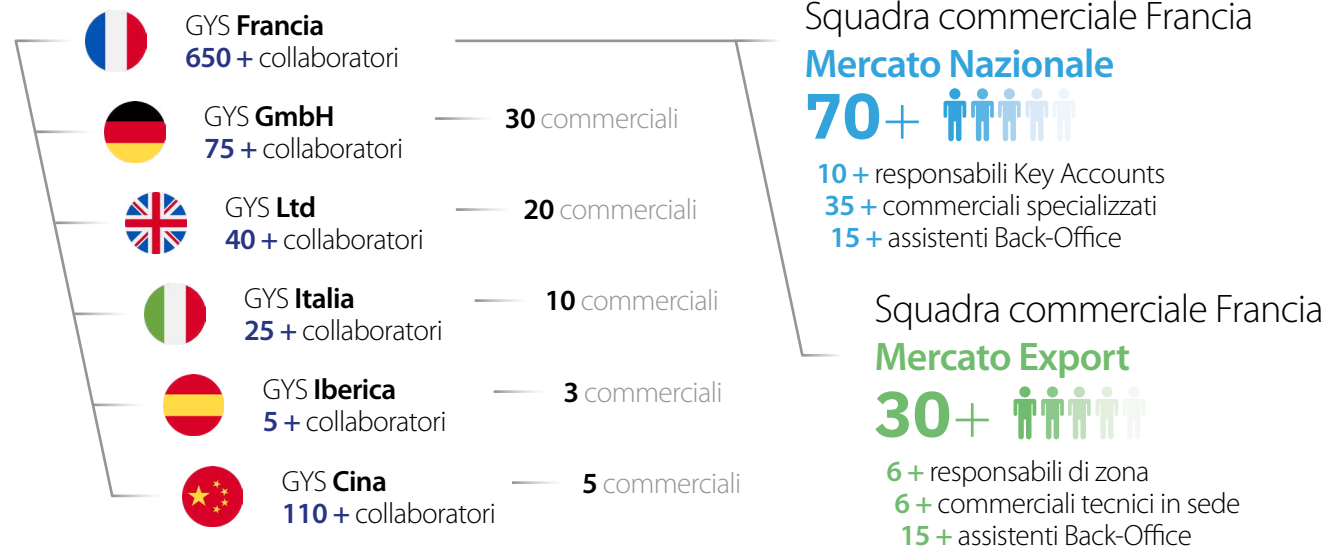 GYS Francia
650 + collaboratori
GYS GmbH
75 + collaboratori
30 commerciali
GYS Ltd
40 + collaboratori
20 commerciali
GYS Italia
25 + collaboratori
10 commerciali
GYS Iberica
5 + collaboratori
3 commerciali
GYS Cina
110 + collaboratori
5 commerciali
Squadra commerciale Francia
Mercato Nazionale
70+
10 + responsabili Key Accounts
35 + commerciali specializzati
15 + assistenti Back-Office
Squadra commerciale Francia
Mercato Export
30+
6 + responsabili di zona
6 + commerciali tecnici in sede
15 + assistenti Back-Office